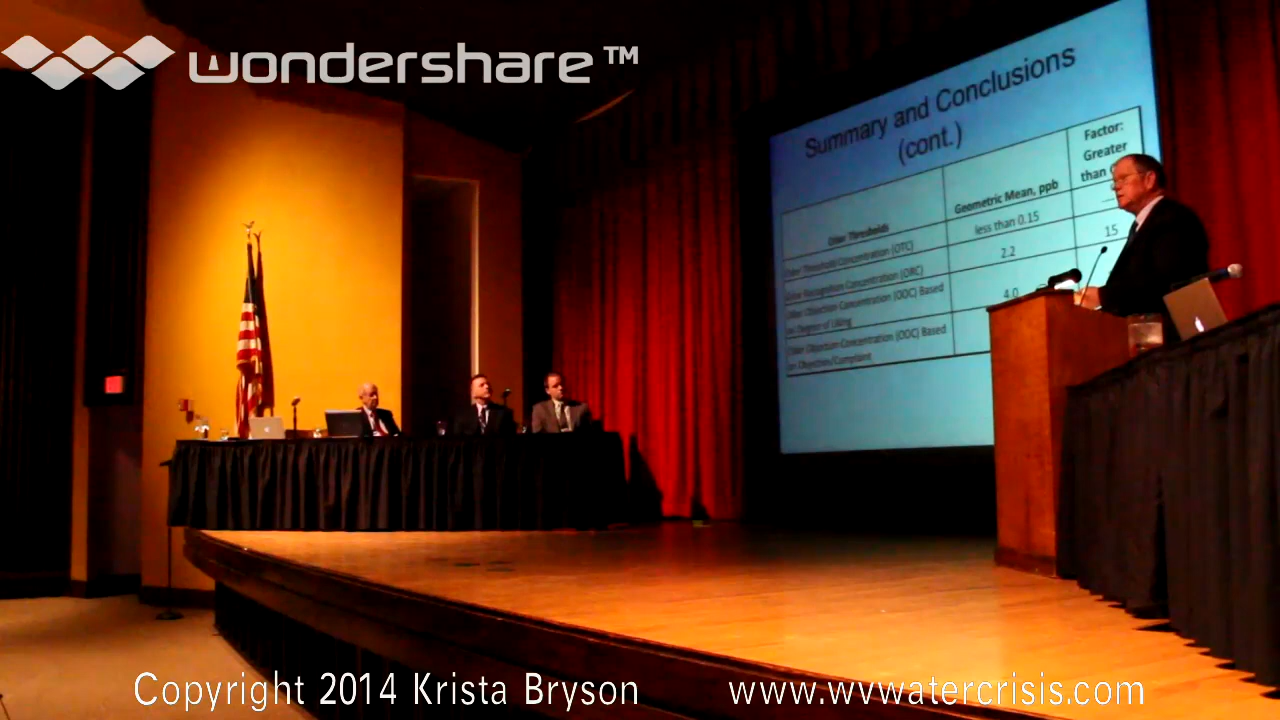 wondershare™
Summary and Conclusions
(cont.)
Factor:
Greater
than
Geometric Mean, ppb
Odor Thresholds
less than 0.15
Odor Threshold Concentration (OTC)
2.2
15
Odor Recognition Concentration (ORC)
4.0
Odor Objection Concentration (OOC) Based
on Degree of Liking
Odor Objection Concentration (OOC) Based
on Objection/Complaint
Copyright 2014 Krista Bryson
www.wvwatercrisis.com